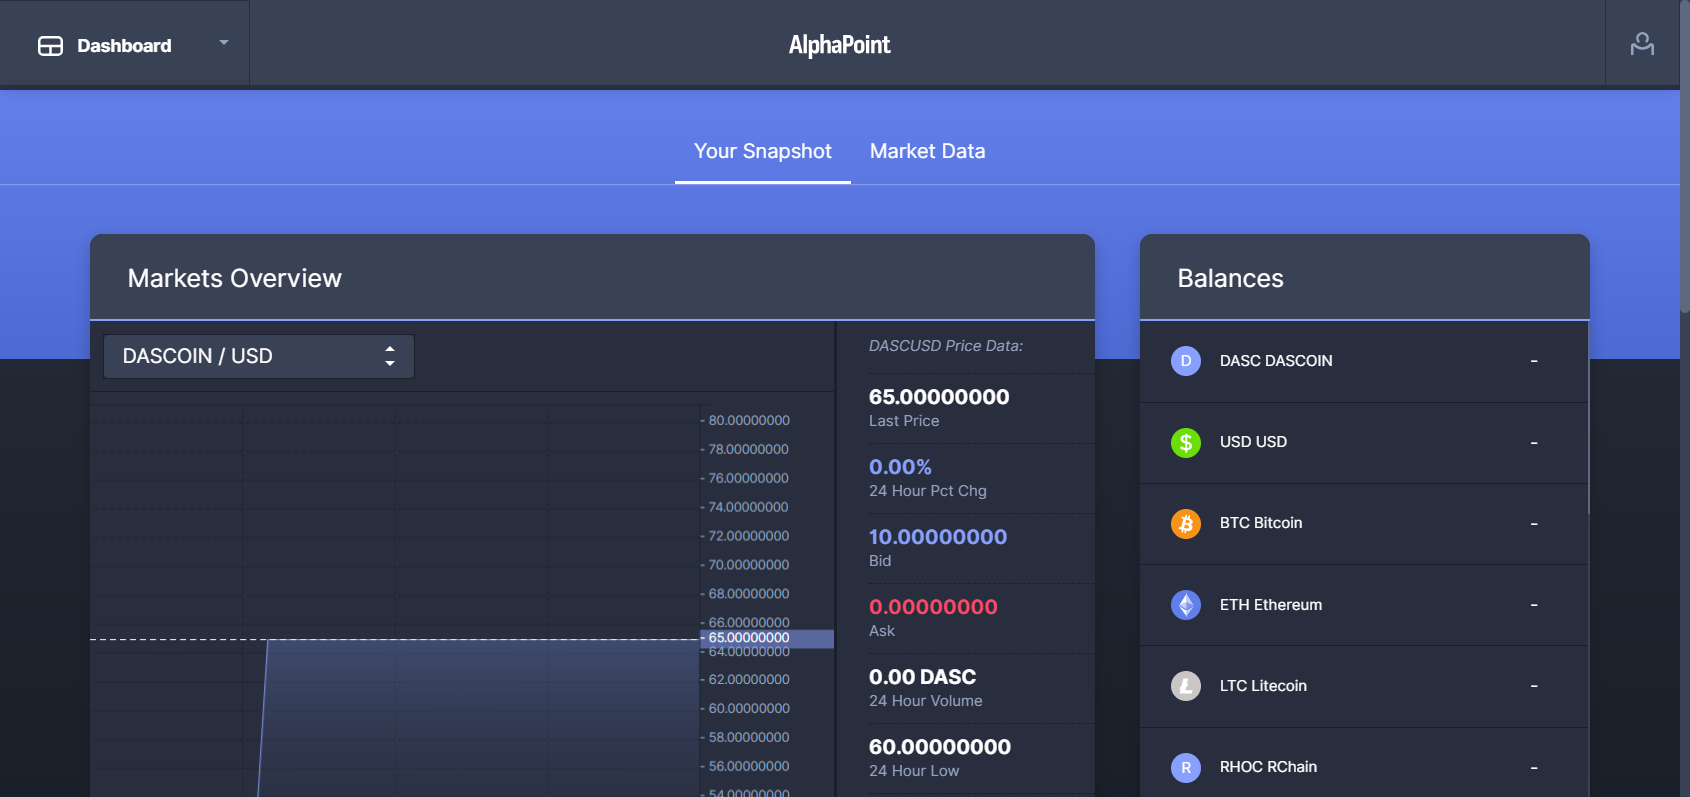 Dashboard
AlphaPoint
Your Snapshot
Market Data
Markets Overview
DASCOIN / USD
80.00000000
78.00000000
76.00000000
74.00000000
72.00000000
70.00000000
68.00000000
66.00000000
65.00000000
64.00000000
62.00000000
60.00000000
58.00000000
56.00000000
54.00000000
DASCUSD Price Data:
65.00000000
Last Price
0.00%
24 Hour Pct Chg
10.00000000
Bid
0.00000000
Ask
0.00 DASC
24 Hour Volume
60.00000000
24 Hour Low
Balances
D DASC DASCOIN -
$ USD USD -
BTC Bitcoin -
ETH Ethereum -
LTC Litecoin -
R RHOC RChain -